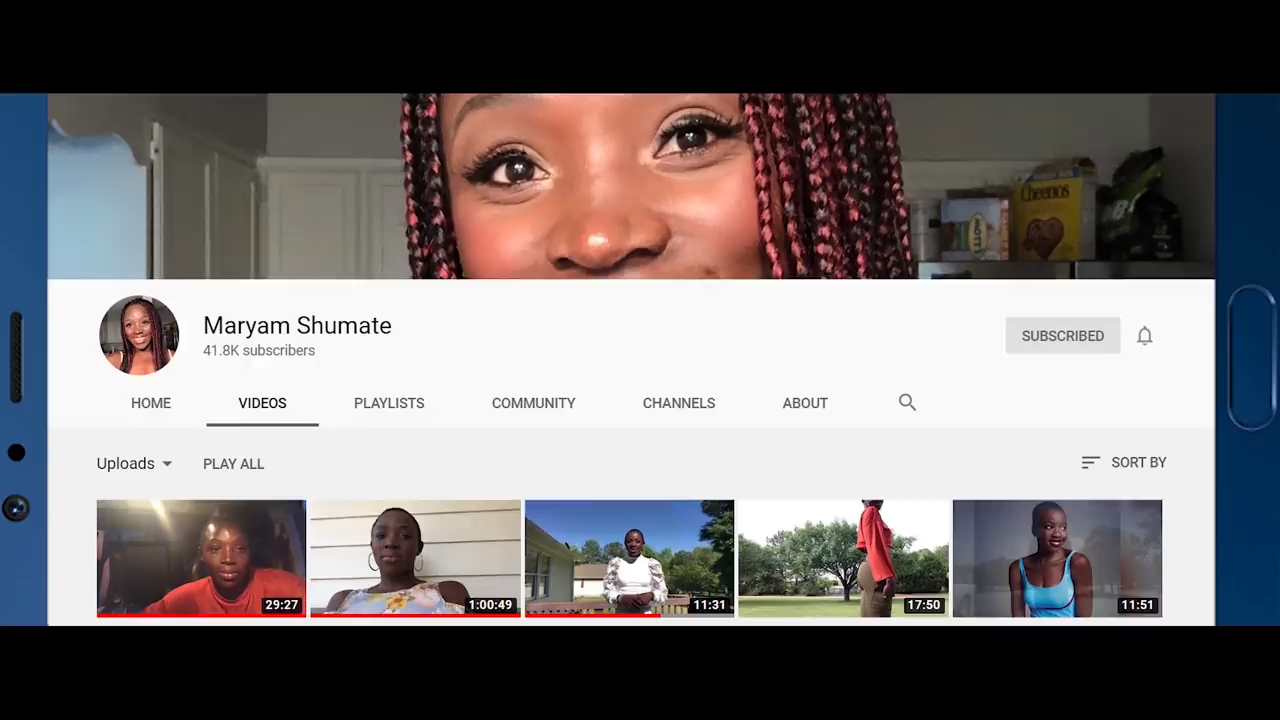 Cheerios
Maryam Shumate
41.8K subscribers
SUBSCRIBED
HOME VIDEOS PLAYLISTS COMMUNITY CHANNELS ABOUT
Uploads PLAY ALL SORT BY
29:27 1:00:49 11:31 17:50 11:51